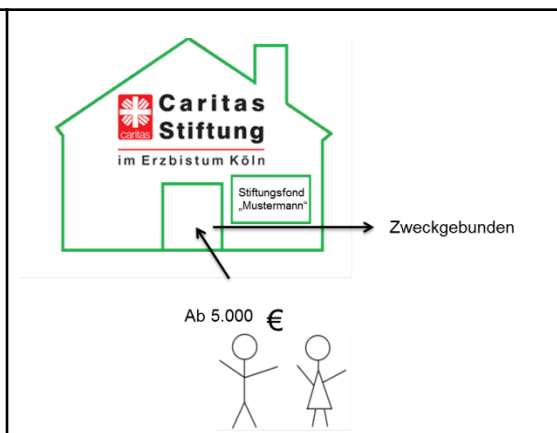 Caritas
Stiftung
caritas
im Erzbistum Köln
Stiftungsfond
„Mustermann“
Zweckgebunden
Ab 5.000 €